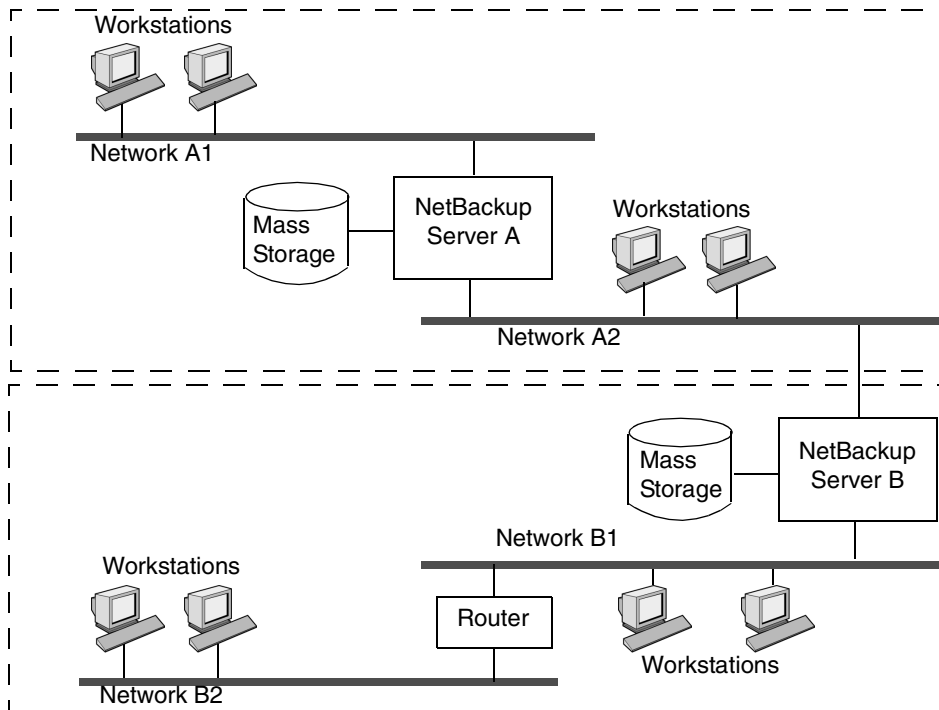 Workstations
Network A1
NetBackup
Server A
Mass
Storage
Workstations
Network A2
NetBackup
Server B
Mass
Storage
Network B1
Workstations
Router
Workstations
Network B2